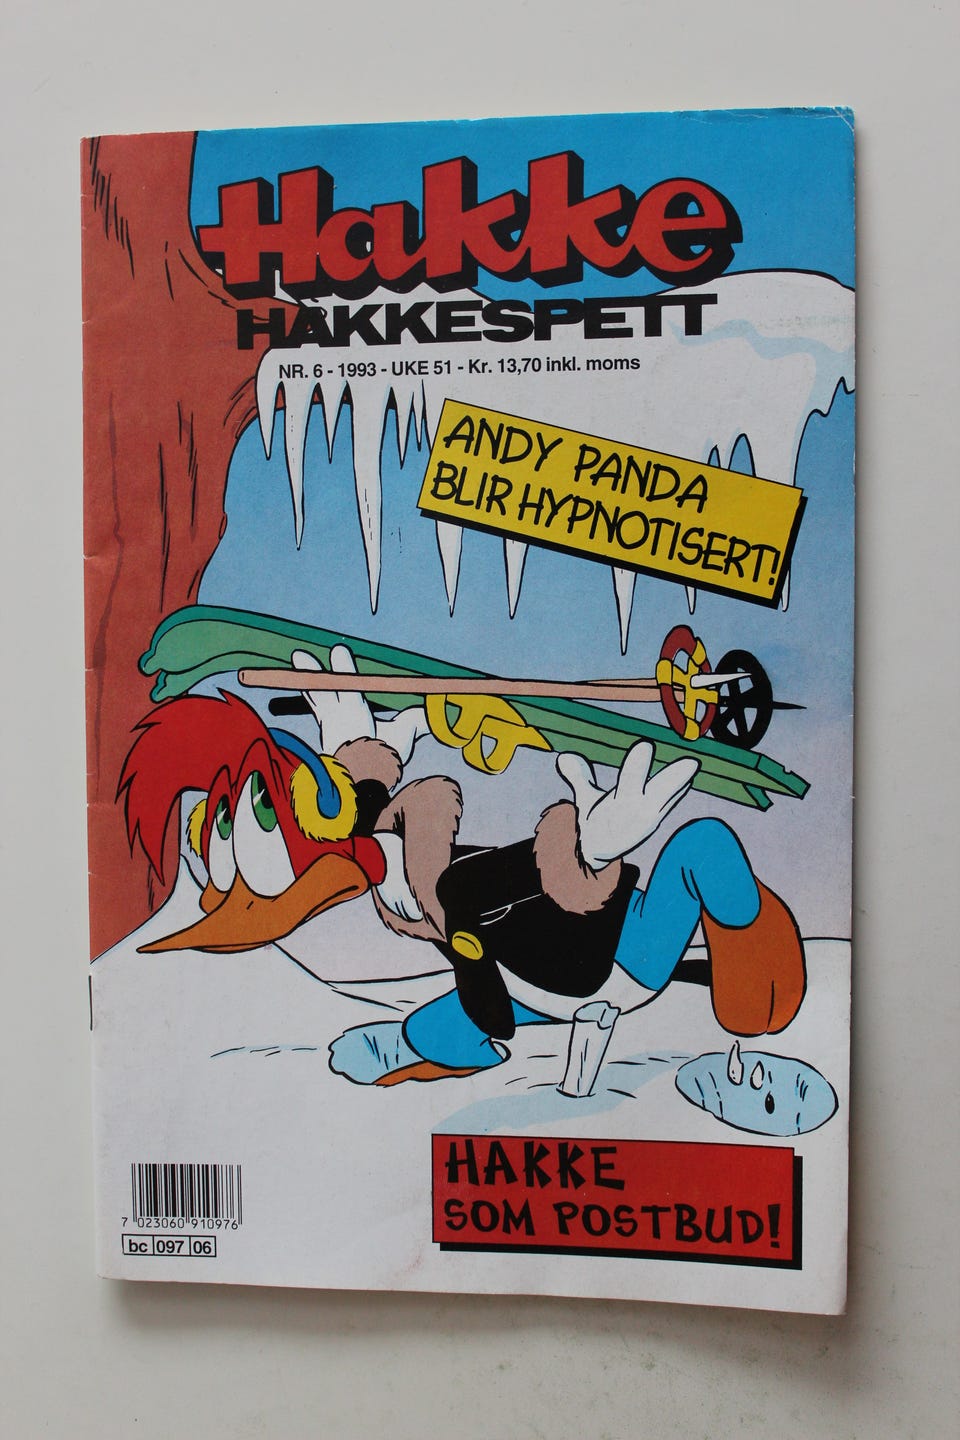 Hakke
HAKKESPETT
NR. 6 - 1993 - UKE 51 - Kr. 13,70 inkl. moms
ANDY PANDA
BLIR HYPNOTISERT!
HAKKE
SOM POSTBUD!
7 023060 910976
bc 097 06